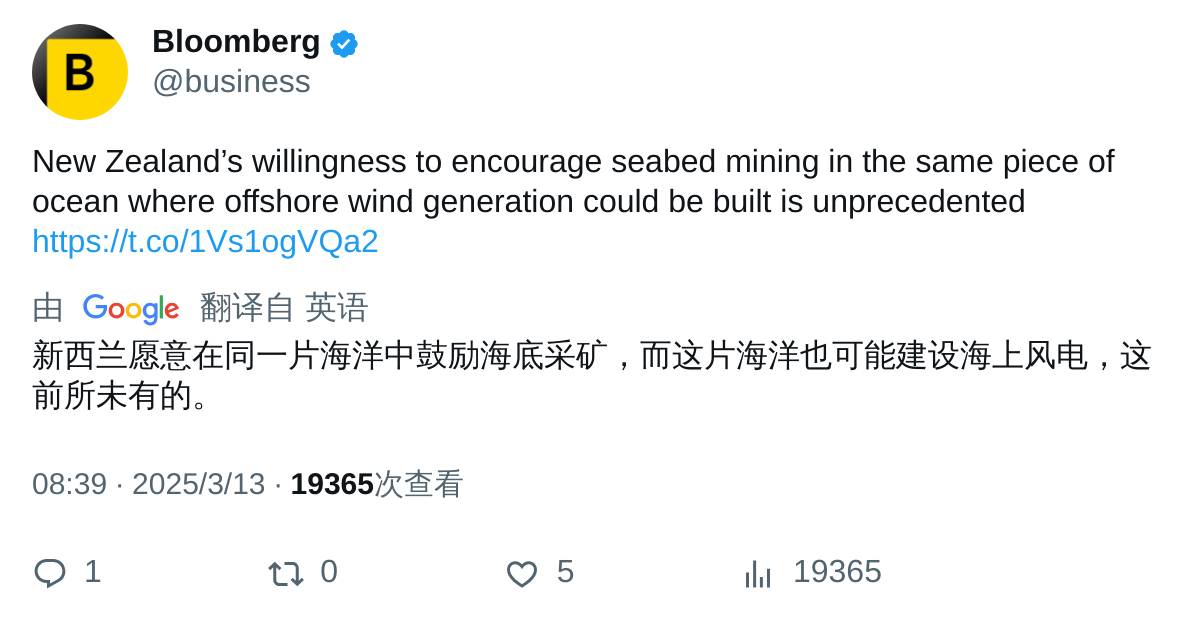 B
Bloomberg
@business
New Zealand’s willingness to encourage seabed mining in the same piece of
ocean where offshore wind generation could be built is unprecedented
https://t.co/1Vs1ogVQa2
由 Google 翻译自 英语
新西兰愿意在同一片海洋中鼓励海底采矿，而这片海洋也可能建设海上风电，这
前所未有的。
08:39 · 2025/3/13 · 19365次查看
1 0 5 19365